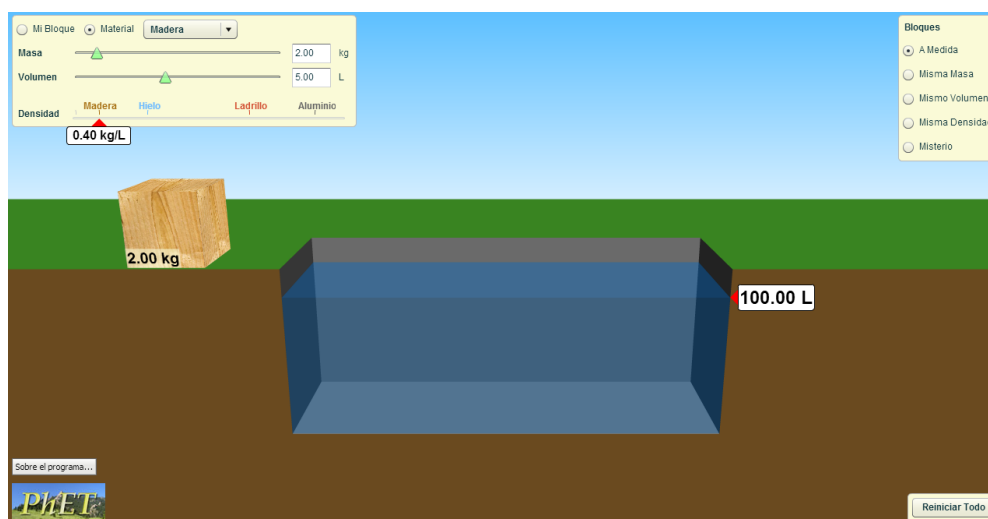 Mi Bloque Material Madera
Masa 2.00 kg
Volumen 5.00 L
Madera Hielo Ladrillo Aluminio
Densidad
0.40 kg/L
Bloques
A Medida
Misma Masa
Mismo Volumen
Misma Densidad
Misterio
2.00 kg
100.00 L
Sobre el programa...
PhET
Reiniciar Todo